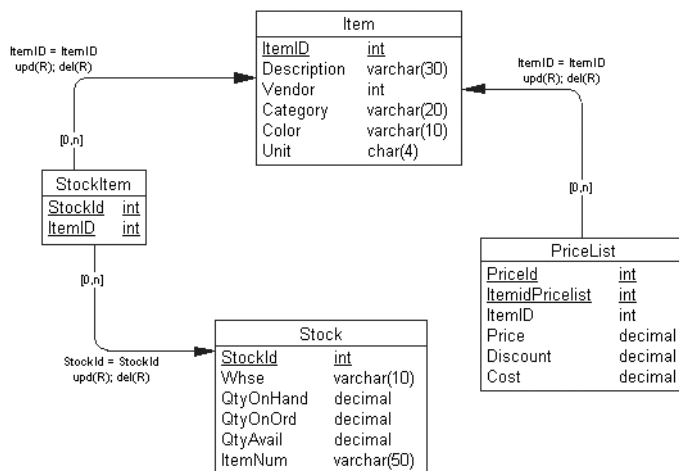 Item
ItemID int
Description varchar(30)
Vendor int
Category varchar(20)
Color varchar(10)
Unit char(4)
ItemID = ItemID
upd(R); del(R)
[0,n]
ItemID = ItemID
upd(R); del(R)
[0,n]
StockItem
StockId int
ItemID int
[0,n]
StockId = StockId
upd(R); del(R)
Stock
StockId int
Whse varchar(10)
QtyOnHand decimal
QtyOnOrd decimal
QtyAvail decimal
ItemNum varchar(50)
PriceList
PriceId int
ItemidPricelist int
ItemID int
Price decimal
Discount decimal
Cost decimal